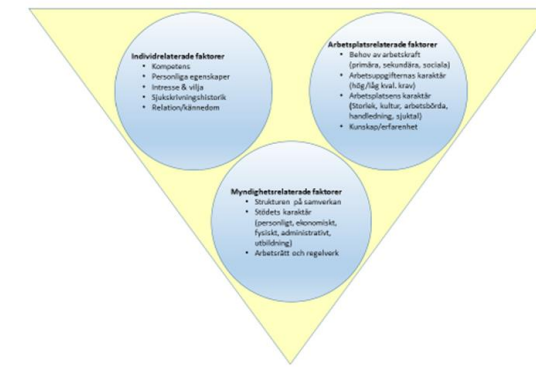 Individrelaterade faktorer
• Kompetens
• Personliga egenskaper
• Intresse & vilja
• Sjukskrivningshistorik
• Relation/kännedom
Arbetsplatsrelaterade faktorer
• Behov av arbetskraft
(primära, sekundära, sociala)
• Arbetsuppgifternas karaktär
(hög/låg kval. krav)
• Arbetsplatsens karaktär
(Storlek, kultur, arbetsbörda,
handledning, sjuktal)
• Kunskap/erfarenhet
Myndighetsrelaterade faktorer
• Strukturen på samverkan
• Stödets karaktär
(personligt, ekonomiskt,
fysiskt, administrativt,
utbildning)
• Arbetsrätt och regelverk